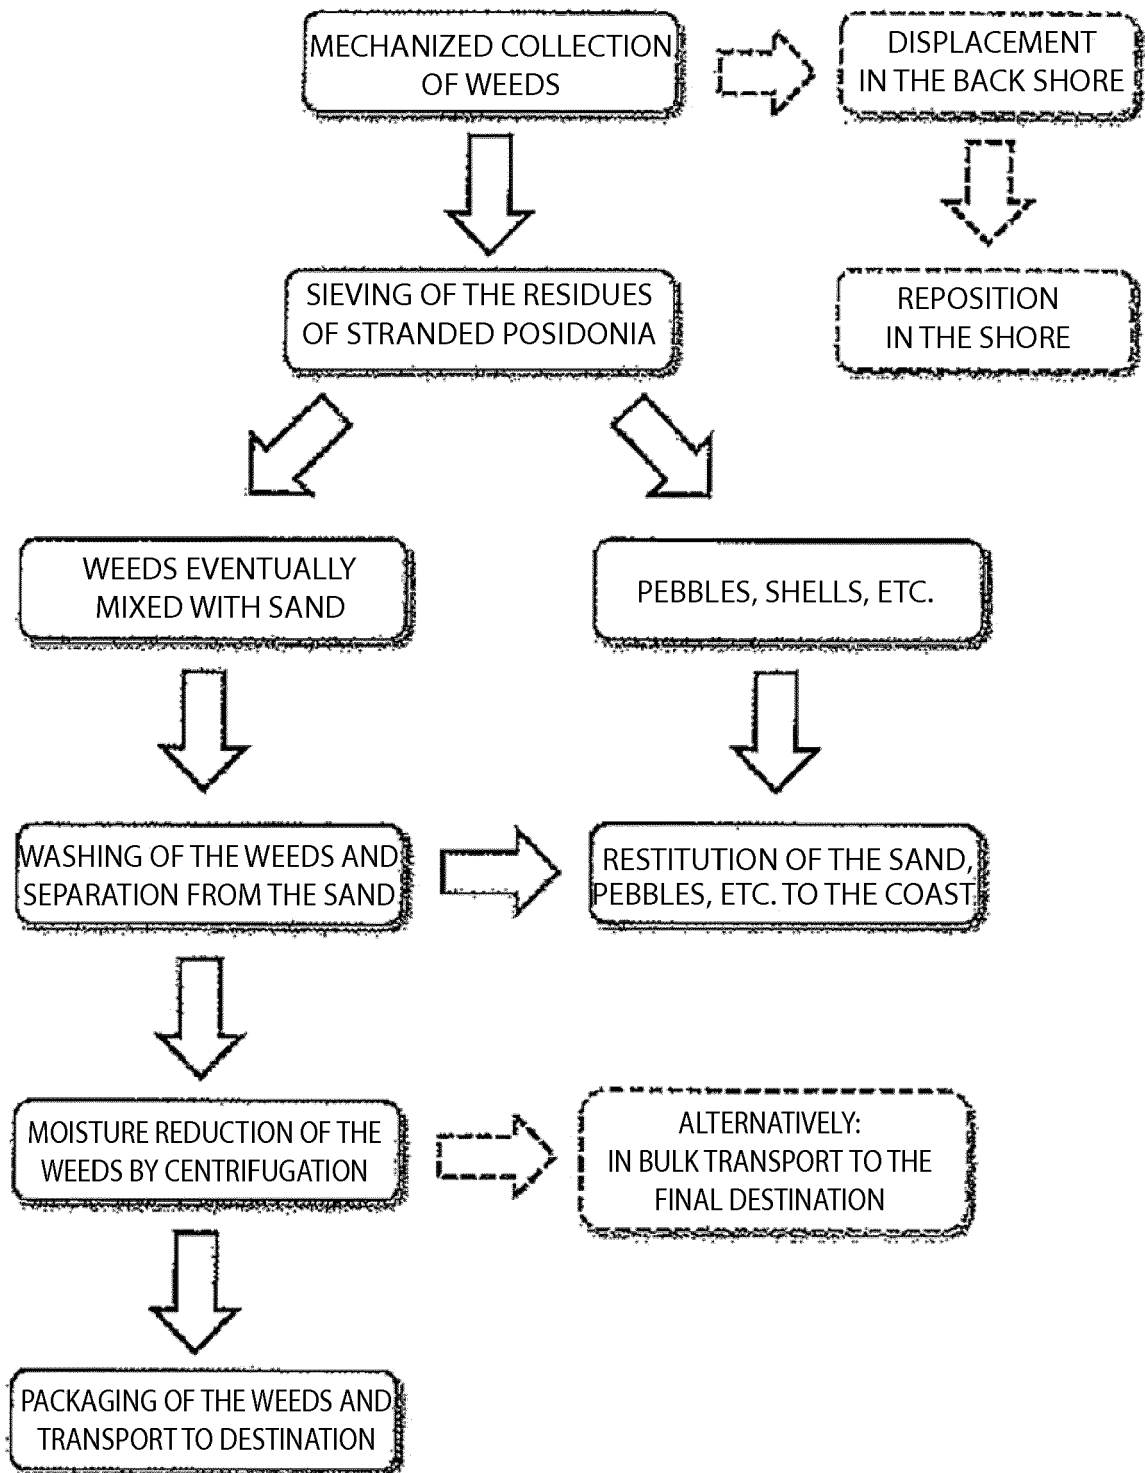 MECHANIZED COLLECTION
OF WEEDS
DISPLACEMENT
IN THE BACK SHORE
SIEVING OF THE RESIDUES
OF STRANDED POSIDONIA
REPOSITION
IN THE SHORE
WEEDS EVENTUALLY
MIXED WITH SAND
PEBBLES, SHELLS, ETC.
WASHING OF THE WEEDS AND
SEPARATION FROM THE SAND
RESTITUTION OF THE SAND,
PEBBLES, ETC. TO THE COAST
MOISTURE REDUCTION OF THE
WEEDS BY CENTRIFUGATION
ALTERNATIVELY:
IN BULK TRANSPORT TO THE
FINAL DESTINATION
PACKAGING OF THE WEEDS AND
TRANSPORT TO DESTINATION